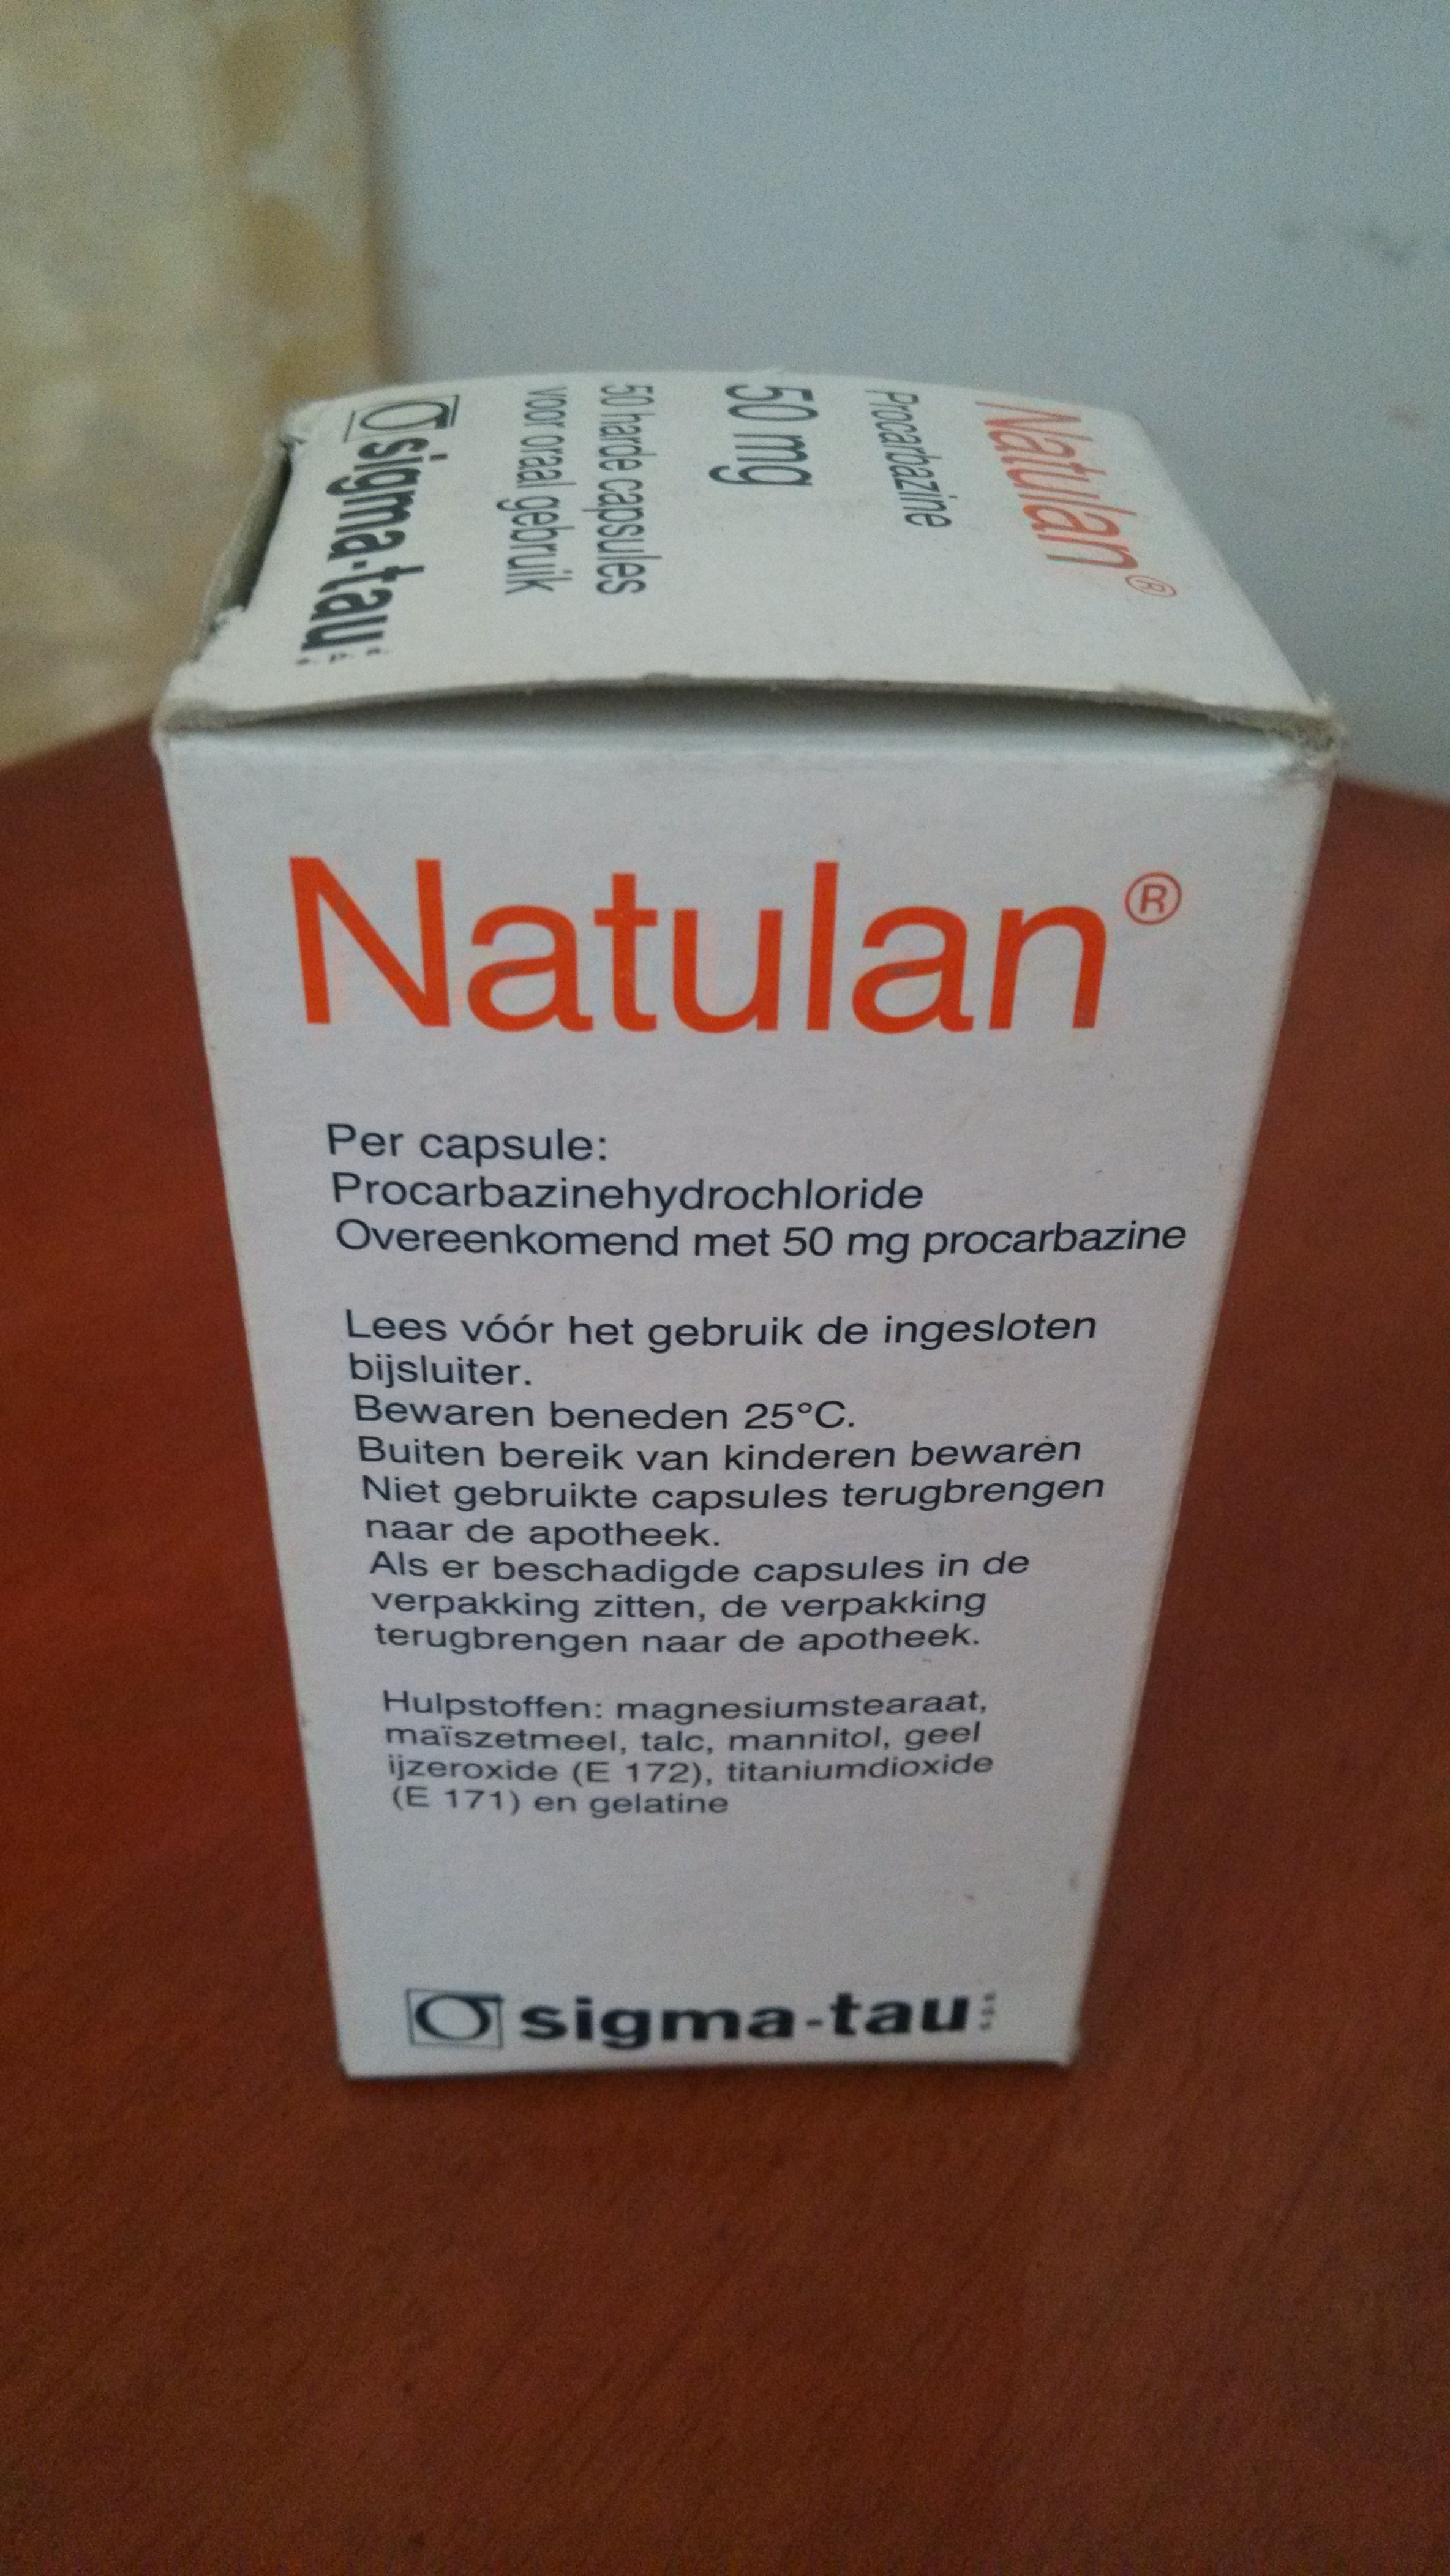 Natulan®
Procarbazine
50 mg
50 harde capsules
voor oraal gebruik
sigma-tau s.p.a.
Natulan®
Per capsule:
Procarbazinehydrochloride
Overeenkomend met 50 mg procarbazine
Lees vóór het gebruik de ingesloten
bijsluiter.
Bewaren beneden 25°C.
Buiten bereik van kinderen bewaren
Niet gebruikte capsules terugbrengen
naar de apotheek.
Als er beschadigde capsules in de
verpakking zitten, de verpakking
terugbrengen naar de apotheek.
Hulpstoffen: magnesiumstearaat,
maïszetmeel, talc, mannitol, geel
ijzeroxide (E 172), titaniumdioxide
(E 171) en gelatine
sigma-tau s.p.a.